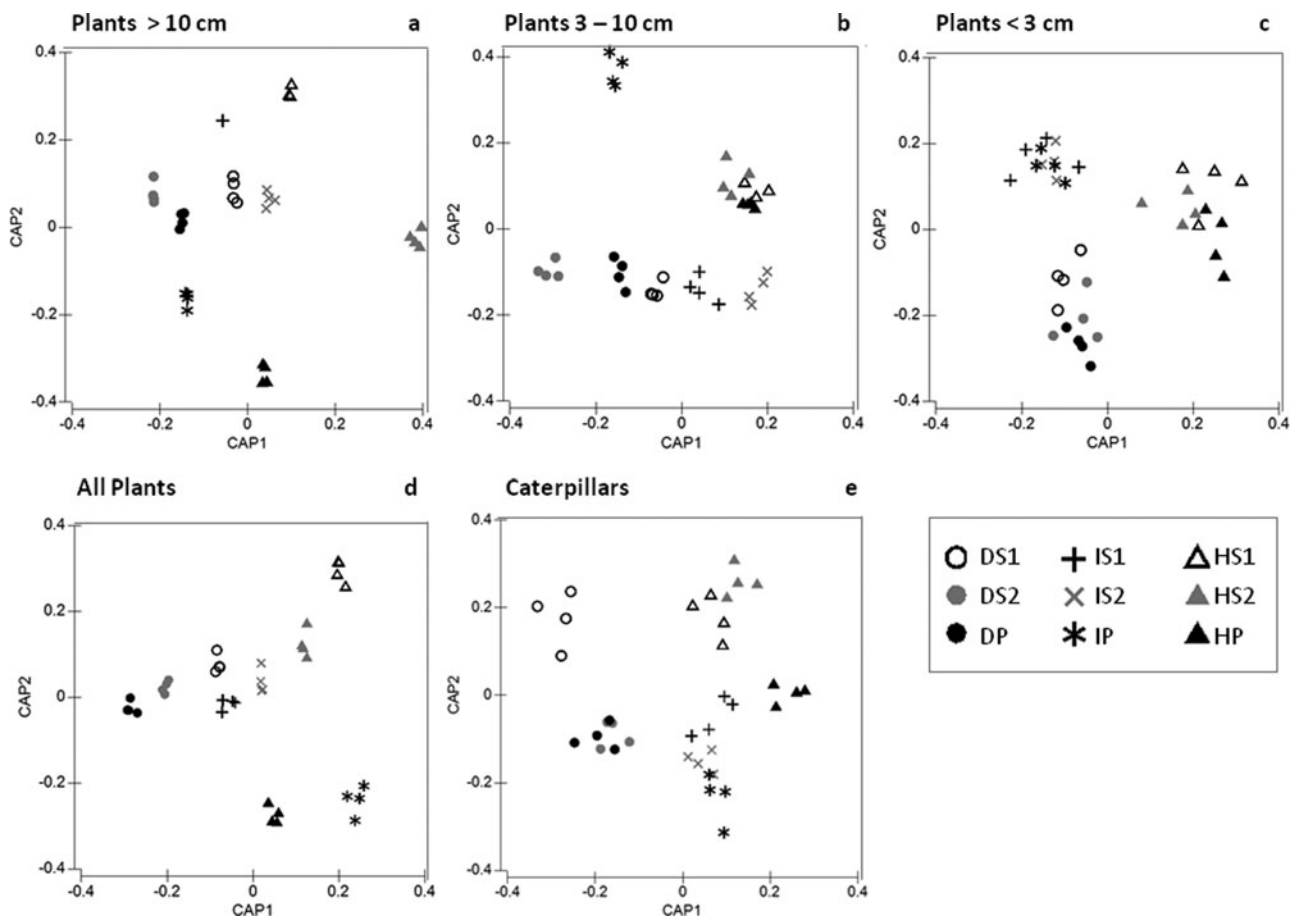 Plants > 10 cm a
Plants 3 – 10 cm b
Plants < 3 cm c
0.4
0.2
0
-0.2
-0.4
CAP2
-0.4 -0.2 0 0.2 0.4
CAP1
0.4
0.2
0
-0.2
-0.4
CAP2
-0.4 -0.2 0 0.2 0.4
CAP1
0.4
0.2
0
-0.2
-0.4
CAP2
-0.4 -0.2 0 0.2 0.4
CAP1
All Plants d
Caterpillars e
0.4
0.2
0
-0.2
-0.4
CAP2
-0.4 -0.2 0 0.2 0.4
CAP1
0.4
0.2
0
-0.2
-0.4
CAP2
-0.4 -0.2 0 0.2 0.4
CAP1
DS1 IS1 HS1
DS2 IS2 HS2
DP IP HP